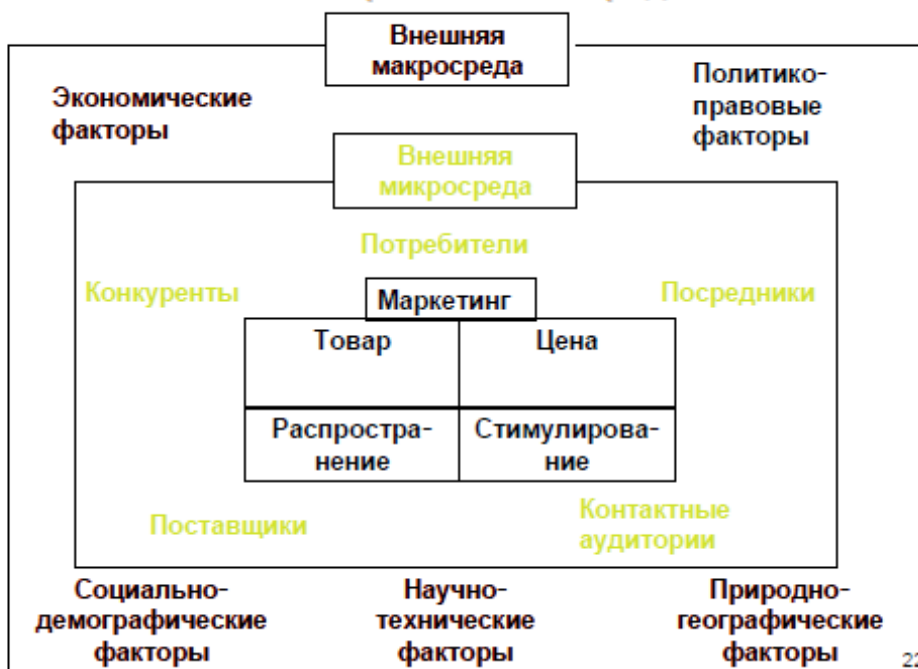 Внешняя
макросреда
Экономические
факторы
Политико-
правовые
факторы
Внешняя
микросреда
Потребители
Конкуренты
Посредники
Маркетинг
Товар
Цена
Распростра-
нение
Стимулирова-
ние
Поставщики
Контактные
аудитории
Социально-
демографические
факторы
Научно-
технические
факторы
Природно-
географические
факторы